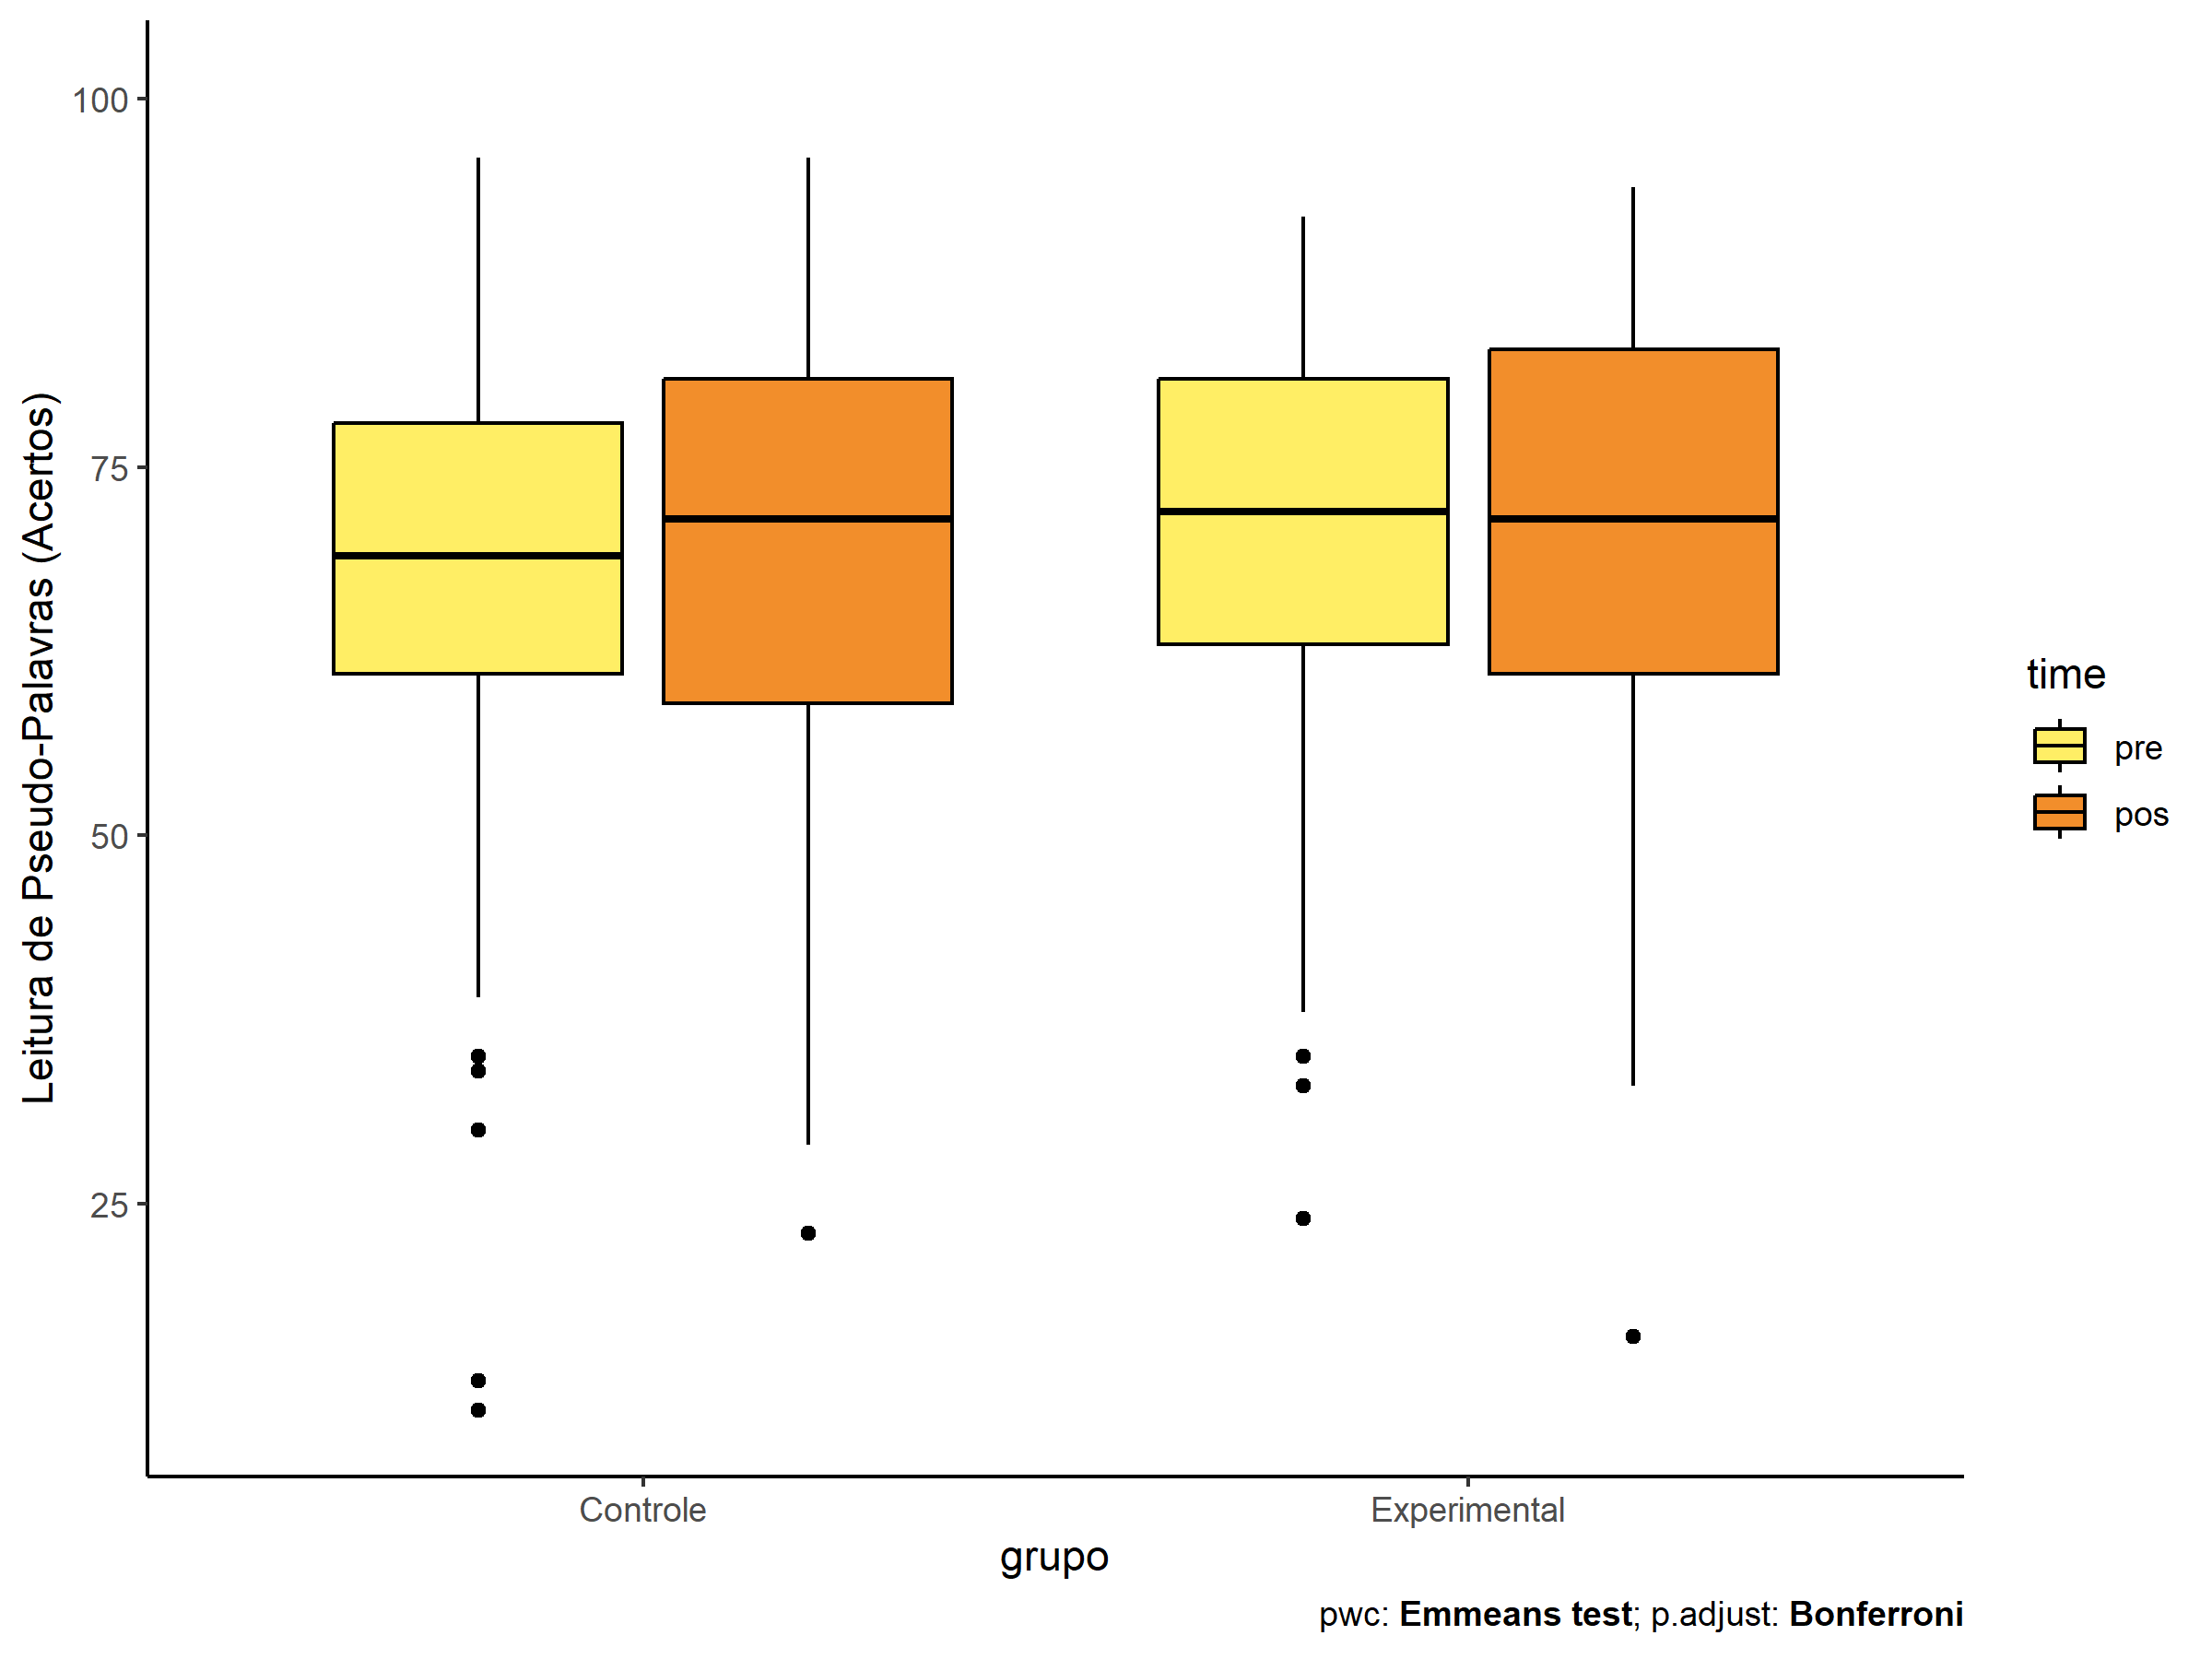 100
75
50
25
Leitura de Pseudo-Palavras (Acertos)
Controle
Experimental
grupo
time
pre
pos
pwc: Emmeans test; p.adjust: Bonferroni